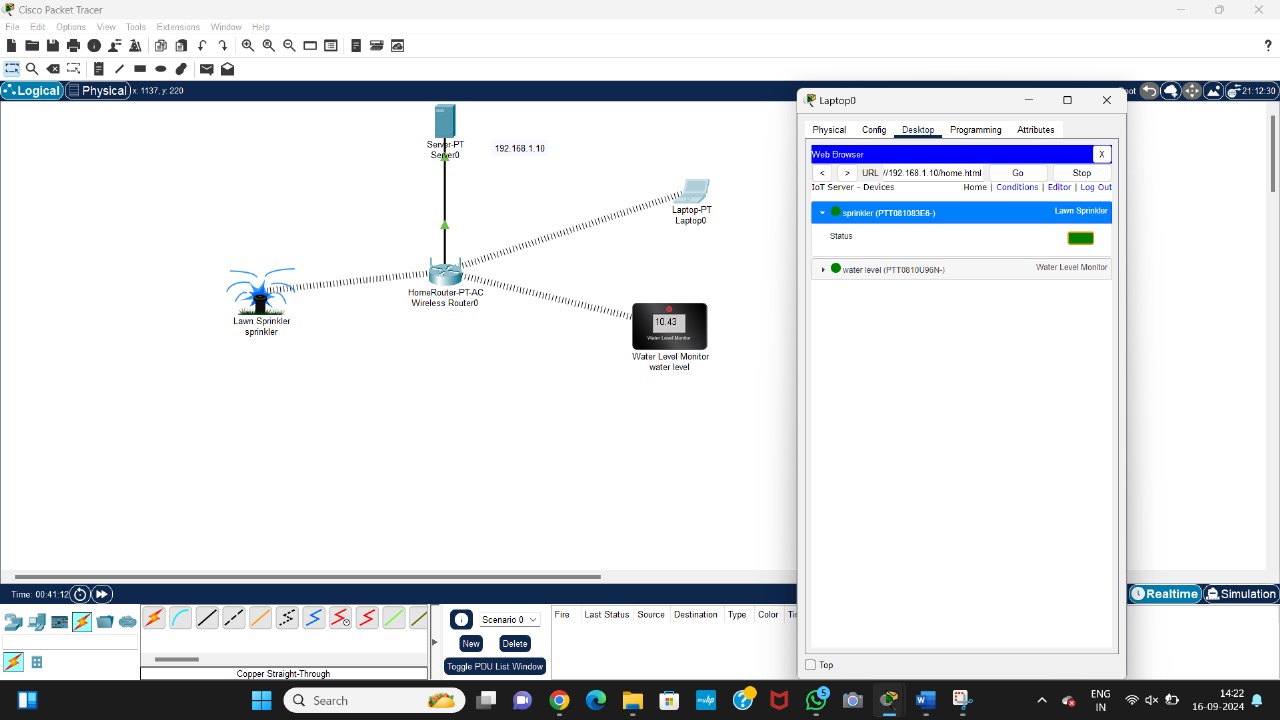 Cisco Packet Tracer
File Edit Options View Tools Extensions Window Help
?
Logical Physical x: 1137, y: 220
21:12:30
Server-PT
Server0
192.168.1.10
Laptop-PT
Laptop0
HomeRouter-PT-AC
Wireless Router0
Lawn Sprinkler
sprinkler
10.43
Water Level Monitor
Water Level Monitor
water level
Laptop0
Physical Config Desktop Programming Attributes
Web Browser X
< > URL //192.168.1.10/home.html Go Stop
IoT Server - Devices Home | Conditions | Editor | Log Out
sprinkler (PTT081083E6-) Lawn Sprinkler
Status
water level (PTT0810U96N-) Water Level Monitor
Top
Time: 00:41:12
Realtime Simulation
Scenario 0
Fire Last Status Source Destination Type Color
New Delete
Toggle PDU List Window
Copper Straight-Through
Search
5
ENG
IN
14:22
16-09-2024